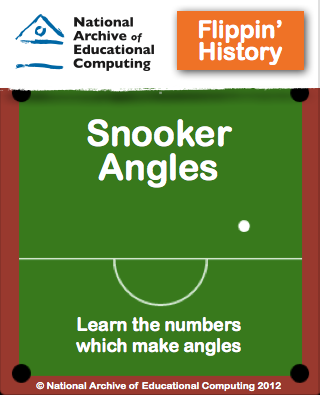 National
Archive of
Educational
Computing
Flippin'
History
Snooker
Angles
Learn the numbers
which make angles
© National Archive of Educational Computing 2012